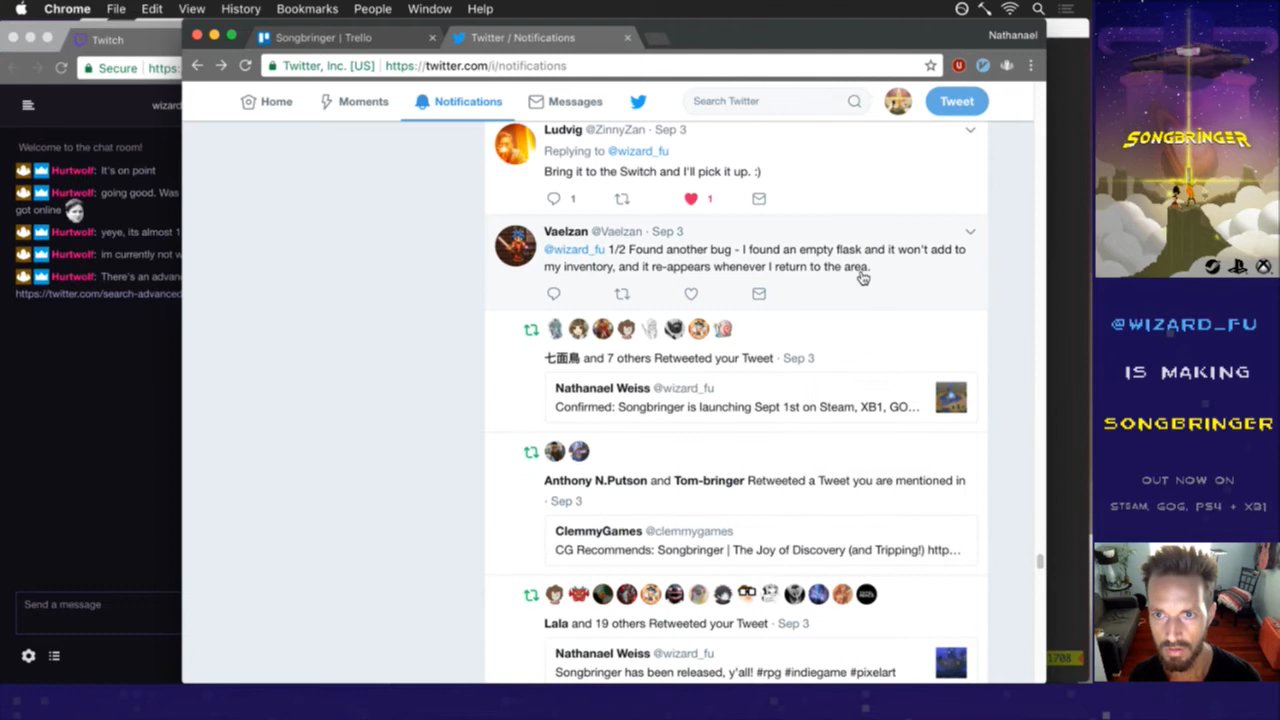 Chrome File Edit View History Bookmarks People Window Help
Twitch
Songbringer | Trello
Twitter / Notifications
Nathanael
Secure https:
Twitter, Inc. [US] https://twitter.com/i/notifications
wizard
Home Moments Notifications Messages
Search Twitter
Tweet
Welcome to the chat room!
Hurtwolf: It's on point
Hurtwolf: going good. Was
got online
Hurtwolf: yeye, its almost 1
Hurtwolf: im currently not w
Hurtwolf: There's an advanc
https://twitter.com/search-advanced
Send a message
Ludvig @ZinnyZan · Sep 3
Replying to @wizard_fu
Bring it to the Switch and I'll pick it up. :)
1 1
Vaelzan @Vaelzan · Sep 3
@wizard_fu 1/2 Found another bug - I found an empty flask and it won't add to
my inventory, and it re-appears whenever I return to the area.
七面鳥 and 7 others Retweeted your Tweet · Sep 3
Nathanael Weiss @wizard_fu
Confirmed: Songbringer is launching Sept 1st on Steam, XB1, GO...
Anthony N.Putson and Tom-bringer Retweeted a Tweet you are mentioned in
· Sep 3
ClemmyGames @clemmygames
CG Recommends: Songbringer | The Joy of Discovery (and Tripping!) http...
Lala and 19 others Retweeted your Tweet · Sep 3
Nathanael Weiss @wizard_fu
Songbringer has been released, y'all! #rpg #indiegame #pixelart
1708
SONGBRINGER
@WIZARD_FU
IS MAKING
SONGBRINGER
OUT NOW ON
STEAM, GOG, PS4 + XB1